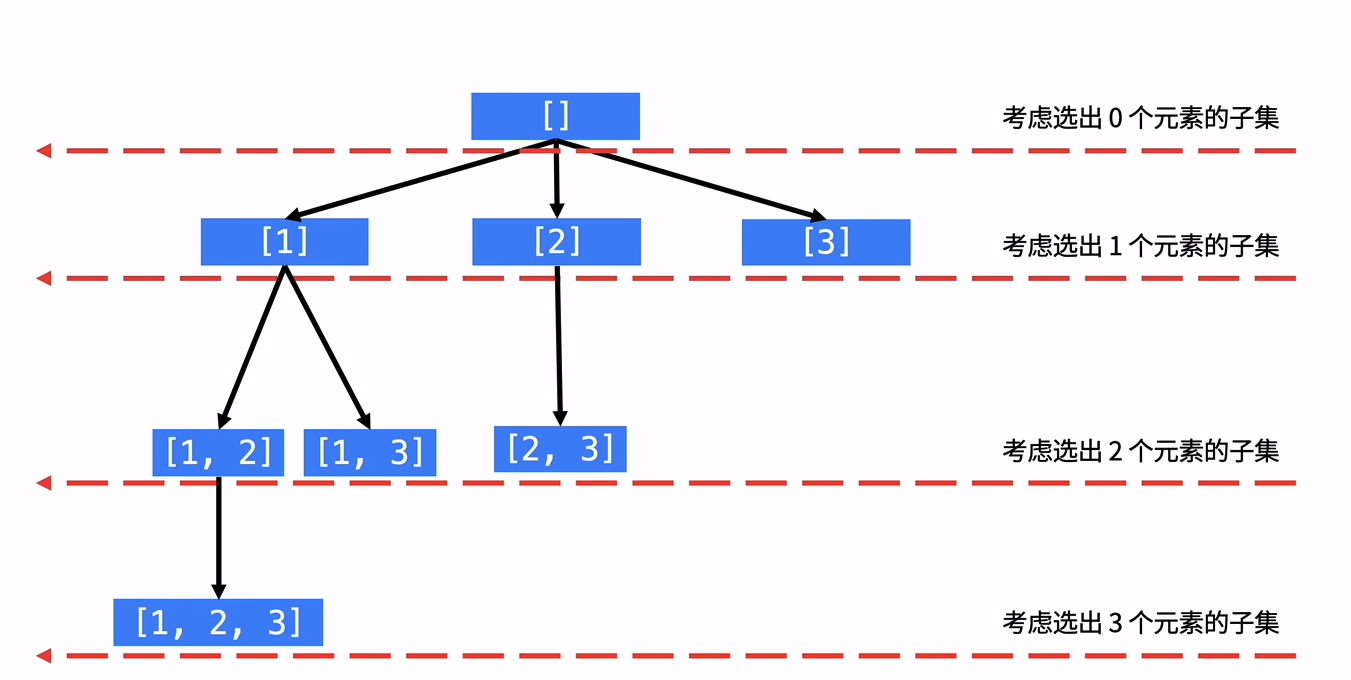 []
考虑选出 0 个元素的子集
[1]
[2]
[3]
考虑选出 1 个元素的子集
[1, 2]
[1, 3]
[2, 3]
考虑选出 2 个元素的子集
[1, 2, 3]
考虑选出 3 个元素的子集